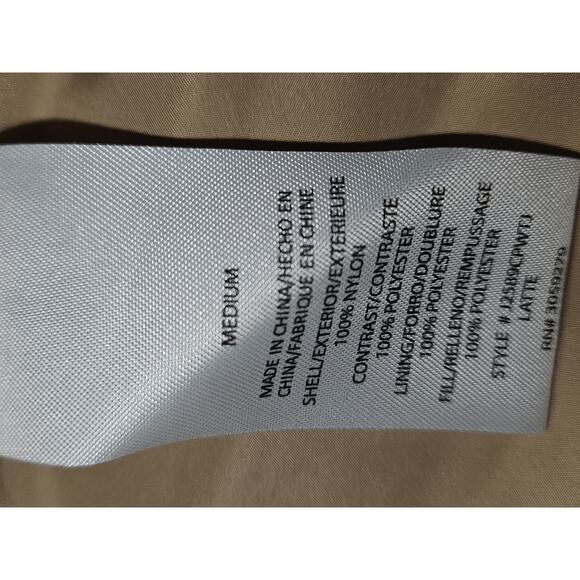 MEDIUM
MADE IN CHINA/HECHO EN
CHINA/FABRIQUE EN CHINE
SHELL/EXTERIOR/EXTERIEURE
100% NYLON
CONTRAST/CONTRASTE
100% POLYESTER
LINING/FORRO/DOUBLURE
100% POLYESTER
FILL/RELLENO/REMPUSSAGE
100% POLYESTER
STYLE # J2589CPWTJ
LATTE
RN# 3059270